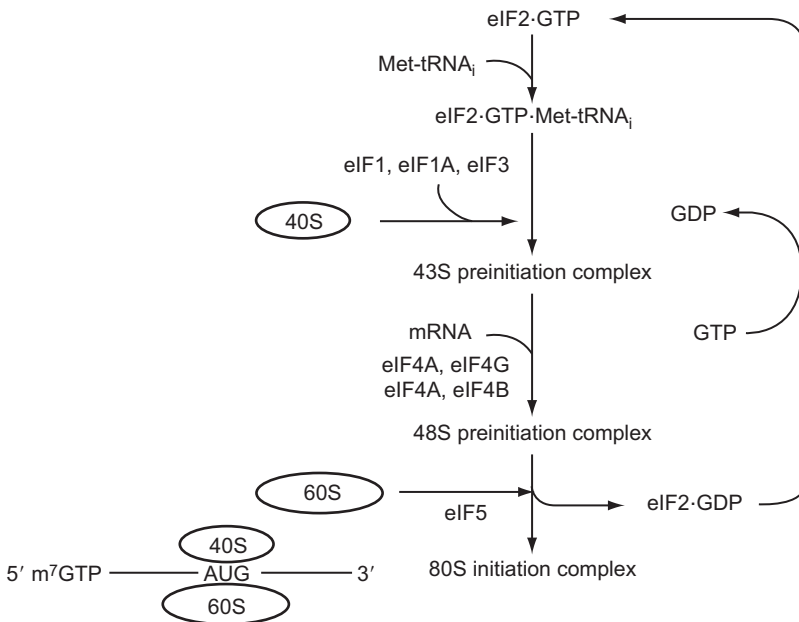 eIF2·GTP
Met-tRNAi
eIF2·GTP·Met-tRNAi
eIF1, eIF1A, eIF3
40S
GDP
43S preinitiation complex
mRNA
GTP
eIF4A, eIF4G
eIF4A, eIF4B
48S preinitiation complex
60S
eIF5
eIF2·GDP
40S
5′ m7GTP AUG 3′
80S initiation complex
60S